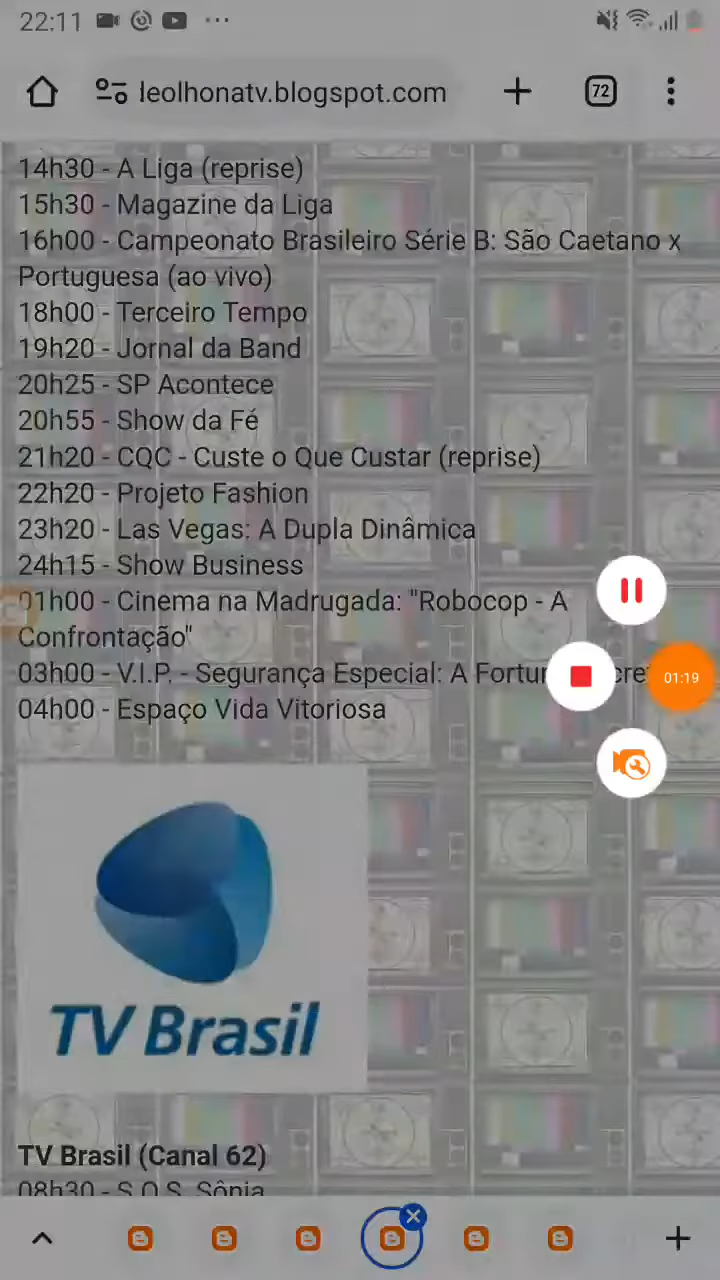 22:11
leolhonatv.blogspot.com
72
14h30 - A Liga (reprise)
15h30 - Magazine da Liga
16h00 - Campeonato Brasileiro Série B: São Caetano x
Portuguesa (ao vivo)
18h00 - Terceiro Tempo
19h20 - Jornal da Band
20h25 - SP Acontece
20h55 - Show da Fé
21h20 - CQC - Custe o Que Custar (reprise)
22h20 - Projeto Fashion
23h20 - Las Vegas: A Dupla Dinâmica
24h15 - Show Business
01h00 - Cinema na Madrugada: "Robocop - A
Confrontação"
03h00 - V.I.P. - Segurança Especial: A
01:19
04h00 - Espaço Vida Vitoriosa
TV Brasil
TV Brasil (Canal 62)
08h30 - S.O.S. Sônia